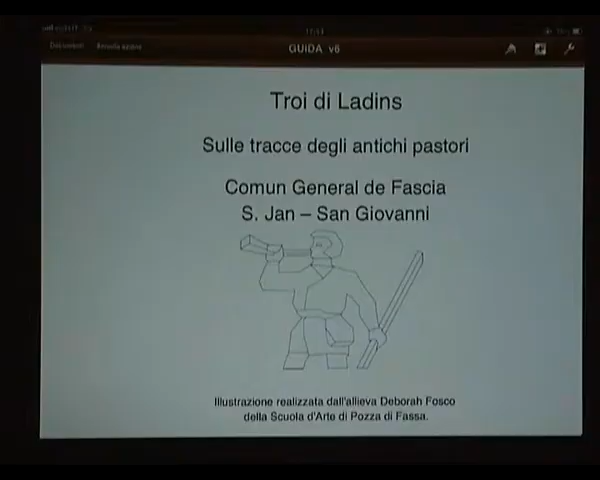 GUIDA v6
Troi di Ladins
Sulle tracce degli antichi pastori
Comun General de Fascia
S. Jan – San Giovanni
Illustrazione realizzata dall'allieva Deborah Fosco
della Scuola d'Arte di Pozza di Fassa.